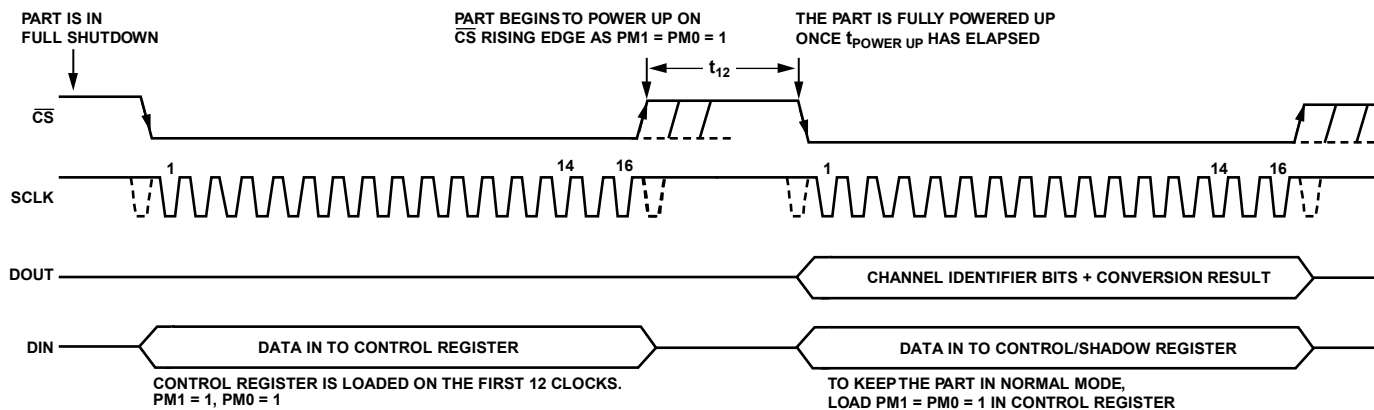 PART IS IN
FULL SHUTDOWN
PART BEGINS TO POWER UP ON
CS RISING EDGE AS PM1 = PM0 = 1
THE PART IS FULLY POWERED UP
ONCE tPOWER UP HAS ELAPSED
t12
CS
1 14 16 1 14 16
SCLK
DOUT
CHANNEL IDENTIFIER BITS + CONVERSION RESULT
DIN
DATA IN TO CONTROL REGISTER
DATA IN TO CONTROL/SHADOW REGISTER
CONTROL REGISTER IS LOADED ON THE FIRST 12 CLOCKS.
PM1 = 1, PM0 = 1
TO KEEP THE PART IN NORMAL MODE,
LOAD PM1 = PM0 = 1 IN CONTROL REGISTER